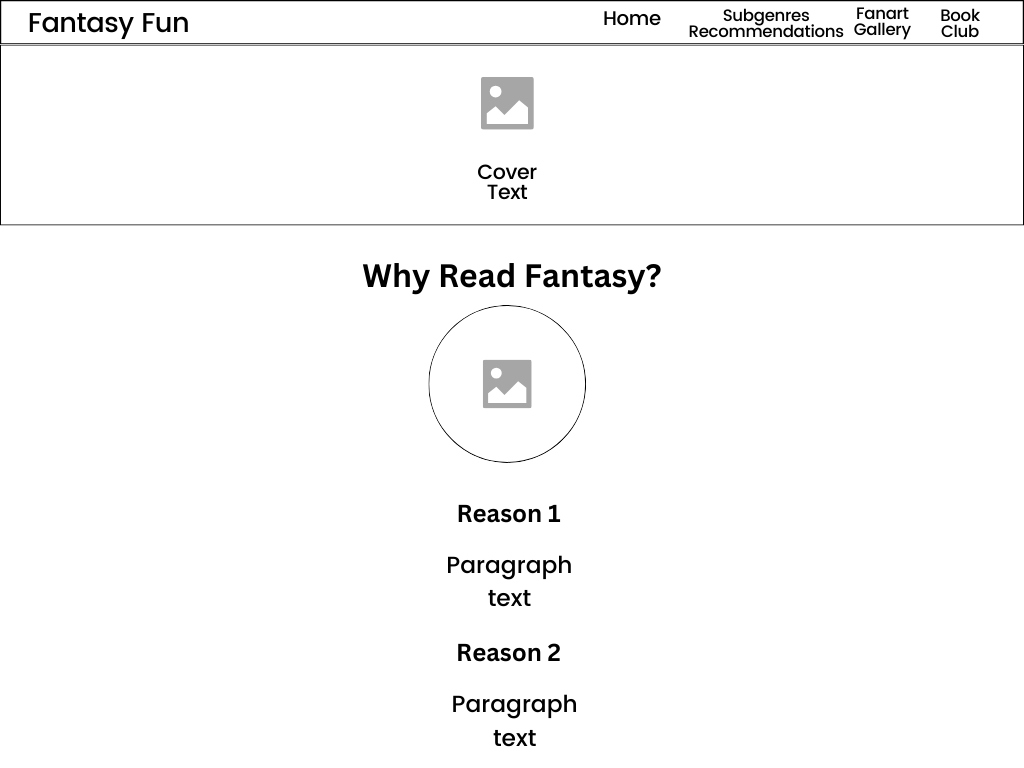 Fantasy Fun
Home
Subgenres
Recommendations
Fanart
Gallery
Book
Club
Cover
Text
Why Read Fantasy?
Reason 1
Paragraph
text
Reason 2
Paragraph
text